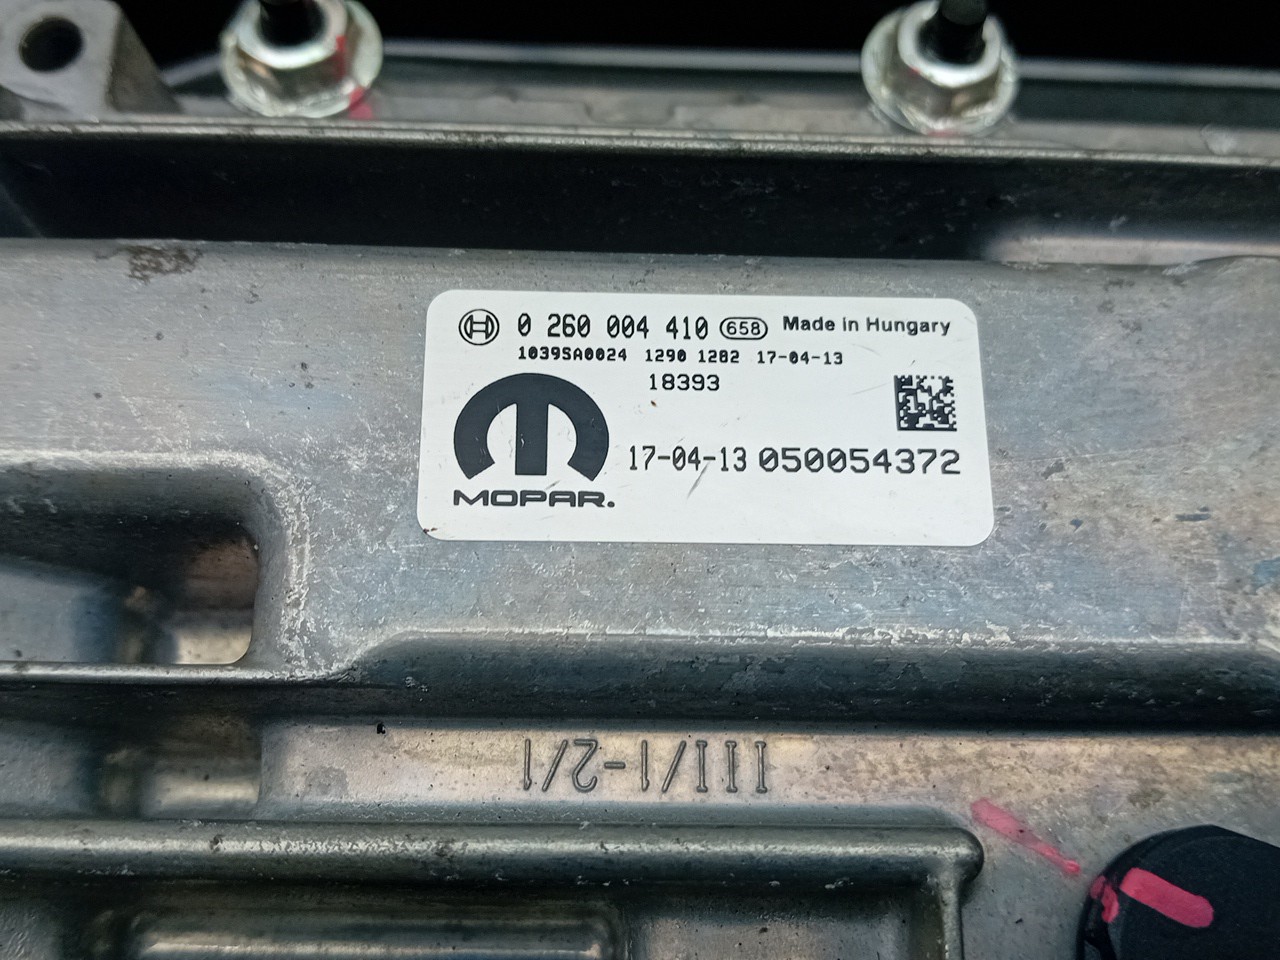 0 260 004 410 658 Made in Hungary
1039SA0024 1290 1282 17-04-13
18393
17-04-13 050054372
MOPAR.
III/1-2/1